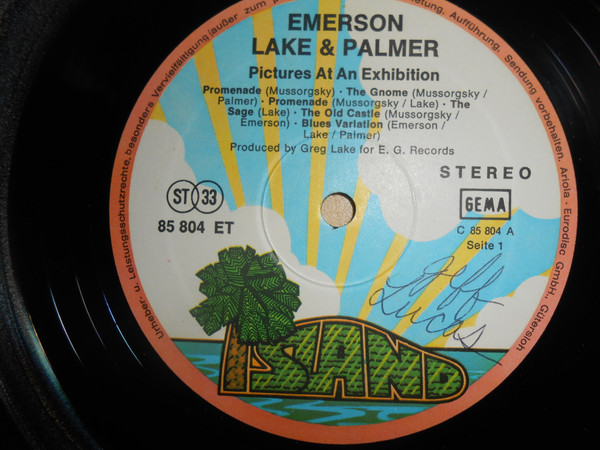 EMERSON
LAKE & PALMER
Pictures At An Exhibition
Promenade (Mussorgsky) · The Gnome (Mussorgsky /
Palmer) · Promenade (Mussorgsky / Lake) · The
Sage (Lake) · The Old Castle (Mussorgsky /
Emerson) · Blues Variation (Emerson /
Lake / Palmer)
Produced by Greg Lake for E. G. Records
STEREO
ST 33
GEMA
85 804 ET
C 85 804 A
Seite 1
Jeff
Lucas
ISLAND
Urheber- u. Leistungsschutzrechte, besonders Vervielfältigung (außer zum
Aufführung, Sendung vorbehalten. Ariola - Eurodisc GmbH., Gütersloh